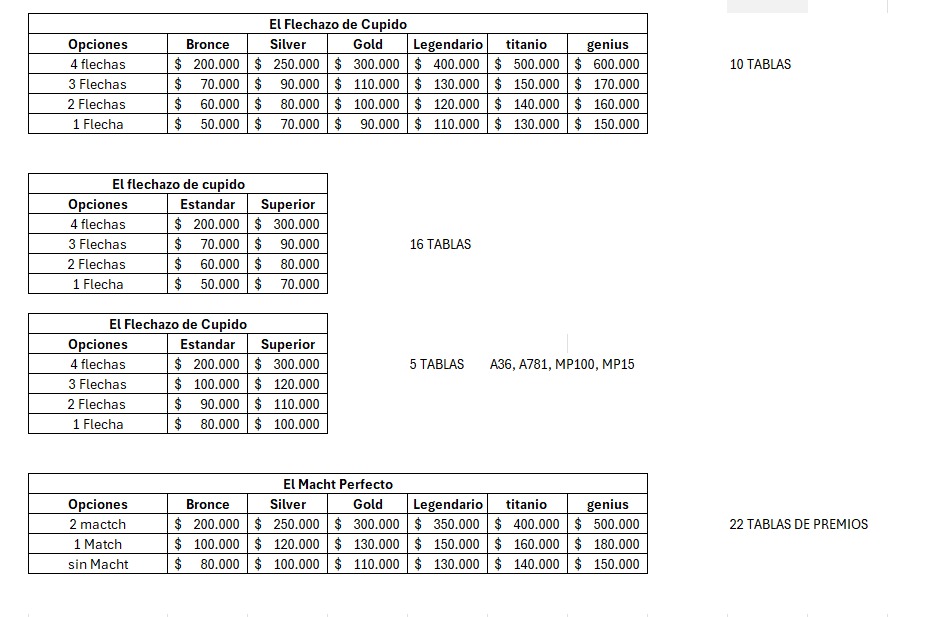 El Flechazo de Cupido
Opciones Bronce Silver Gold Legendario titanio genius
4 flechas $ 200.000 $ 250.000 $ 300.000 $ 400.000 $ 500.000 $ 600.000 10 TABLAS
3 Flechas $ 70.000 $ 90.000 $ 110.000 $ 130.000 $ 150.000 $ 170.000
2 Flechas $ 60.000 $ 80.000 $ 100.000 $ 120.000 $ 140.000 $ 160.000
1 Flecha $ 50.000 $ 70.000 $ 90.000 $ 110.000 $ 130.000 $ 150.000
El flechazo de cupido
Opciones Estandar Superior
4 flechas $ 200.000 $ 300.000
3 Flechas $ 70.000 $ 90.000 16 TABLAS
2 Flechas $ 60.000 $ 80.000
1 Flecha $ 50.000 $ 70.000
El Flechazo de Cupido
Opciones Estandar Superior
4 flechas $ 200.000 $ 300.000 5 TABLAS A36, A781, MP100, MP15
3 Flechas $ 100.000 $ 120.000
2 Flechas $ 90.000 $ 110.000
1 Flecha $ 80.000 $ 100.000
El Macht Perfecto
Opciones Bronce Silver Gold Legendario titanio genius
2 mactch $ 200.000 $ 250.000 $ 300.000 $ 350.000 $ 400.000 $ 500.000 22 TABLAS DE PREMIOS
1 Match $ 100.000 $ 120.000 $ 130.000 $ 150.000 $ 160.000 $ 180.000
sin Macht $ 80.000 $ 100.000 $ 110.000 $ 130.000 $ 140.000 $ 150.000